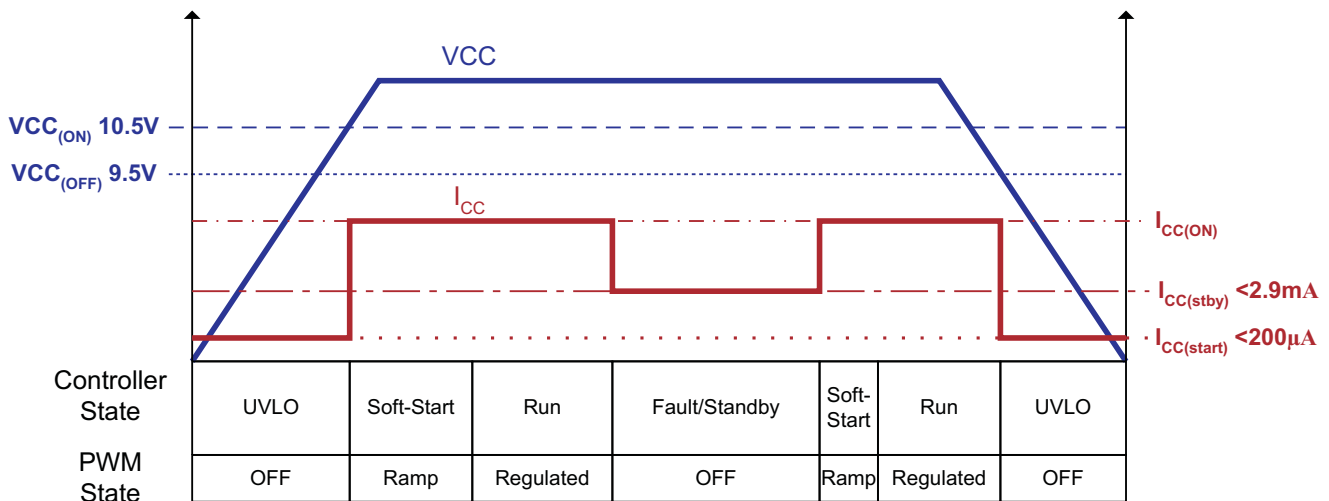 VCC
VCC(ON) 10.5V
VCC(OFF) 9.5V
ICC
ICC(ON)
ICC(stby) <2.9mA
ICC(start) <200µA
Controller
State
UVLO
Soft-Start
Run
Fault/Standby
Soft-
Start
Run
UVLO
PWM
State
OFF
Ramp
Regulated
OFF
Ramp
Regulated
OFF